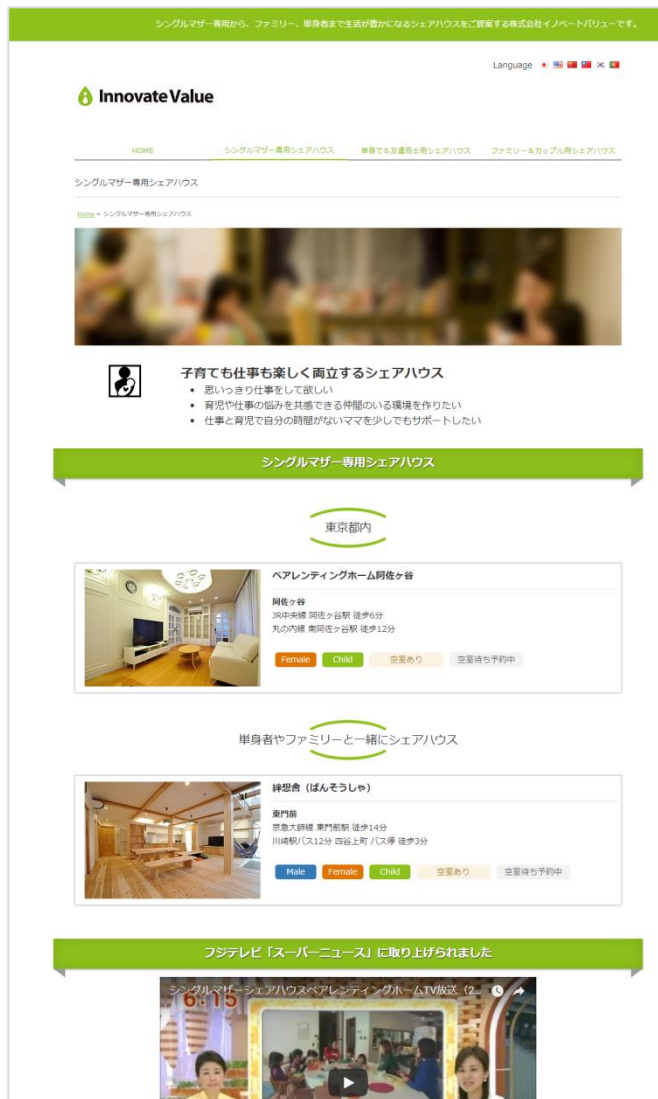 シングルマザー専用から、ファミリー、単身者まで生活が豊かになるシェアハウスをご提案する株式会社イノベートバリューです。
Language
InnovateValue
HOME シングルマザー専用シェアハウス 単身でも友達同士用シェアハウス ファミリー&カップル用シェアハウス
シングルマザー専用シェアハウス
Home » シングルマザー専用シェアハウス
子育ても仕事も楽しく両立するシェアハウス
• 思いっきり仕事をして欲しい
• 育児や仕事の悩みを共感できる仲間のいる環境を作りたい
• 仕事と育児で自分の時間がないママを少しでもサポートしたい
シングルマザー専用シェアハウス
東京都内
ペアレンティングホーム阿佐ヶ谷
阿佐ヶ谷
JR中央線 阿佐ヶ谷駅 徒歩6分
丸の内線 南阿佐ヶ谷駅 徒歩12分
Female Child 空室あり 空室待ち予約中
単身者やファミリーと一緒にシェアハウス
絆想舎（ばんそうしゃ）
東門前
京急大師線 東門前駅 徒歩14分
川崎駅バス12分 四谷上町 バス停 徒歩3分
Male Female Child 空室あり 空室待ち予約中
フジテレビ「スーパーニュース」に取り上げられました
シングルマザーシェアハウスペアレンティングホームTV放送（2...
6:15